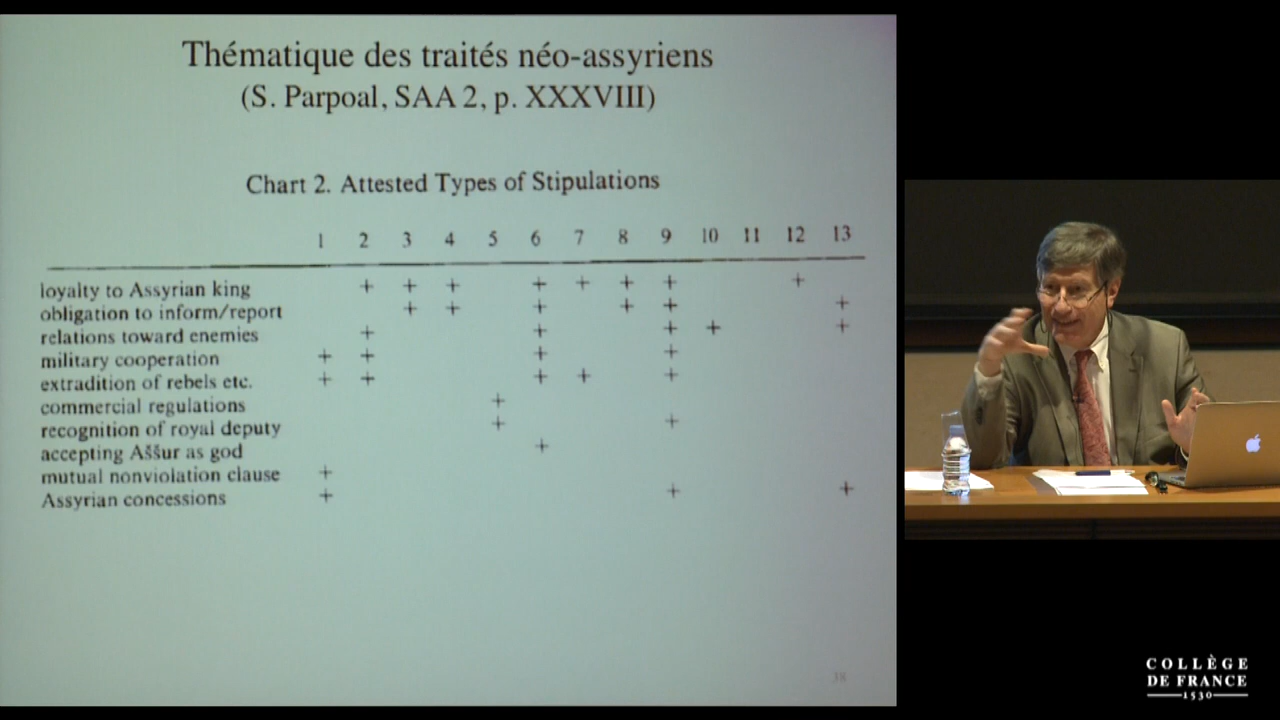 Thématique des traités néo-assyriens
(S. Parpoal, SAA 2, p. XXXVIII)
Chart 2. Attested Types of Stipulations
1 2 3 4 5 6 7 8 9 10 11 12 13
loyalty to Assyrian king + + + + + + + +
obligation to inform/report + + + + + +
relations toward enemies + + + + +
military cooperation + + + +
extradition of rebels etc. + + + + +
commercial regulations +
recognition of royal deputy + +
accepting Aššur as god +
mutual nonviolation clause +
Assyrian concessions + + +
38
COLLÈGE
DE FRANCE
1530